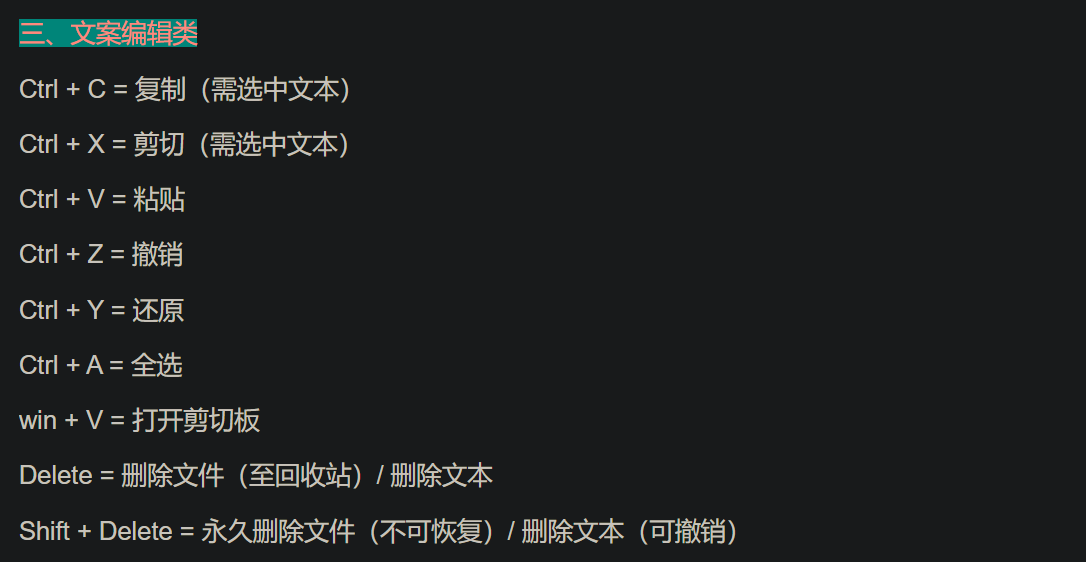 三、文案编辑类
Ctrl + C = 复制（需选中文本）
Ctrl + X = 剪切（需选中文本）
Ctrl + V = 粘贴
Ctrl + Z = 撤销
Ctrl + Y = 还原
Ctrl + A = 全选
win + V = 打开剪切板
Delete = 删除文件（至回收站）/ 删除文本
Shift + Delete = 永久删除文件（不可恢复）/ 删除文本（可撤销）